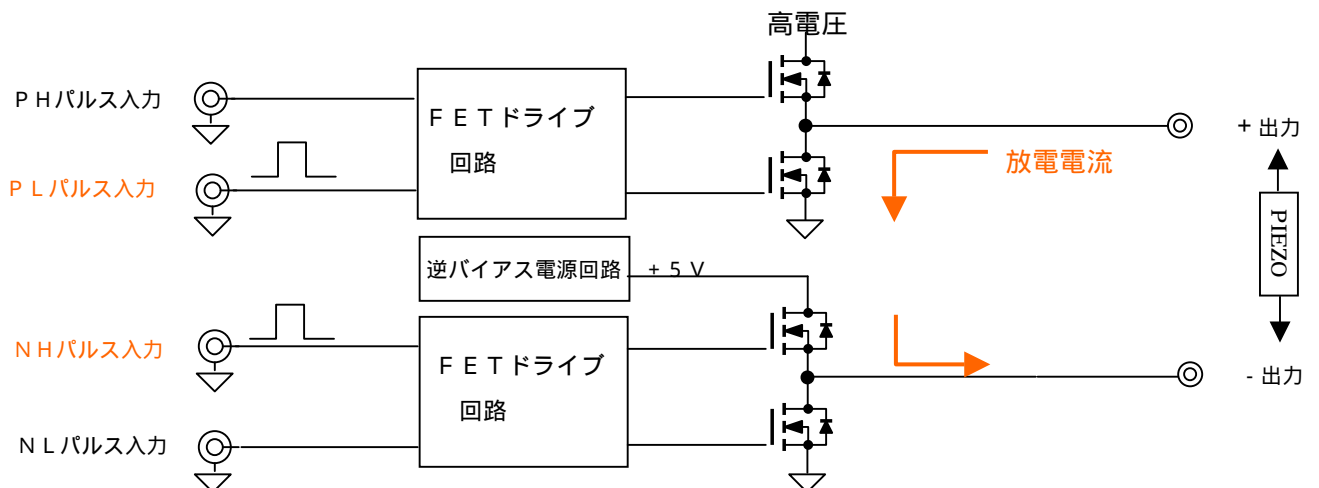 高電圧
PHパルス入力
FETドライブ
回路
+出力
PLパルス入力
放電電流
PIEZO
逆バイアス電源回路
+5V
NHパルス入力
FETドライブ
回路
-出力
NLパルス入力